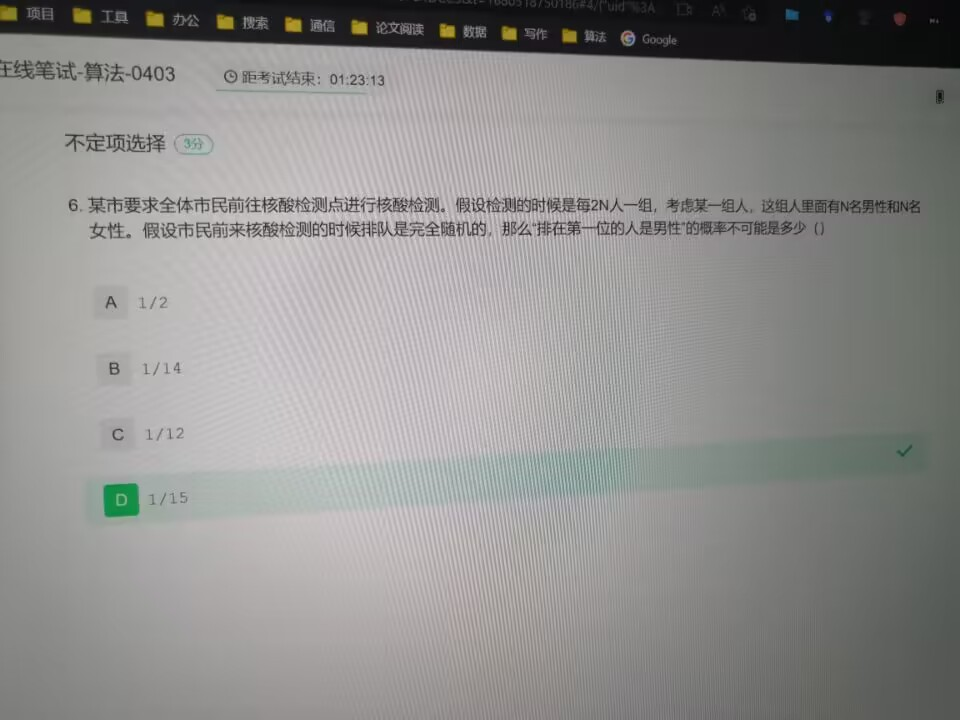 项目 工具 办公 搜索 通信 论文阅读 数据 写作 算法 Google
在线笔试-算法-0403 距考试结束：01:23:13
不定项选择 3分
6. 某市要求全体市民前往核酸检测点进行核酸检测。假设检测的时候是每2N人一组，考虑某一组人，这组人里面有N名男性和N名
女性。假设市民前来核酸检测的时候排队是完全随机的，那么“排在第一位的人是男性”的概率不可能是多少（）
A 1/2
B 1/14
C 1/12
D 1/15